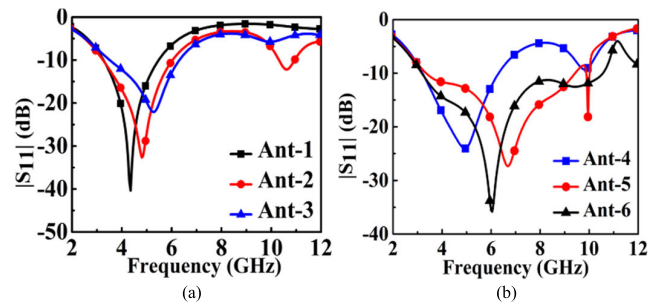 0
-10
-20
-30
-40
-50
|S11| (dB)
Ant-1
Ant-2
Ant-3
2 4 6 8 10 12
Frequency (GHz)
(a)
0
-10
-20
-30
-40
|S11| (dB)
Ant-4
Ant-5
Ant-6
2 4 6 8 10 12
Frequency (GHz)
(b)